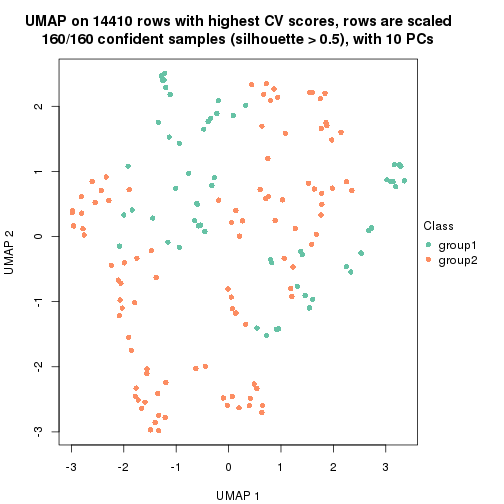 UMAP on 14410 rows with highest CV scores, rows are scaled
160/160 confident samples (silhouette > 0.5), with 10 PCs
2
1
0
-1
-2
-3
UMAP 2
-3 -2 -1 0 1 2 3
UMAP 1
Class
group1
group2